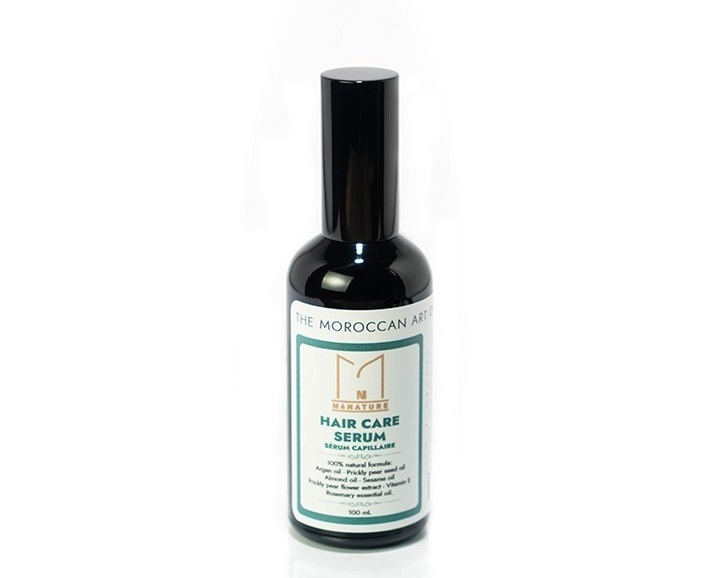 THE MOROCCAN ART
M4NATURE
HAIR CARE
SERUM
SÉRUM CAPILLAIRE
100% natural formula:
Argan oil - Prickly pear seed oil
Almond oil - Sesame oil
Prickly pear flower extract - Vitamin E
Rosemary essential oil.
100 mL